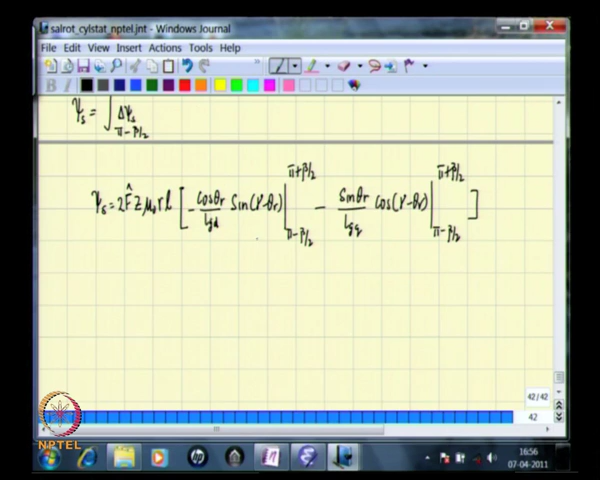 salrot_cylstat_nptel.jnt - Windows Journal
File Edit View Insert Actions Tools Help
B I
Ψs = ∫ ΔΨs
π-β/2
Ψs = 2F̂ z μ₀ r l [ - cosθr/lgd Sin(γ-θr) |π-β/2 π+β/2 - sinθr/lgq cos(γ-θr) |π-β/2 π+β/2 ]
42/42
42
NPTEL
16:56
07-04-2011